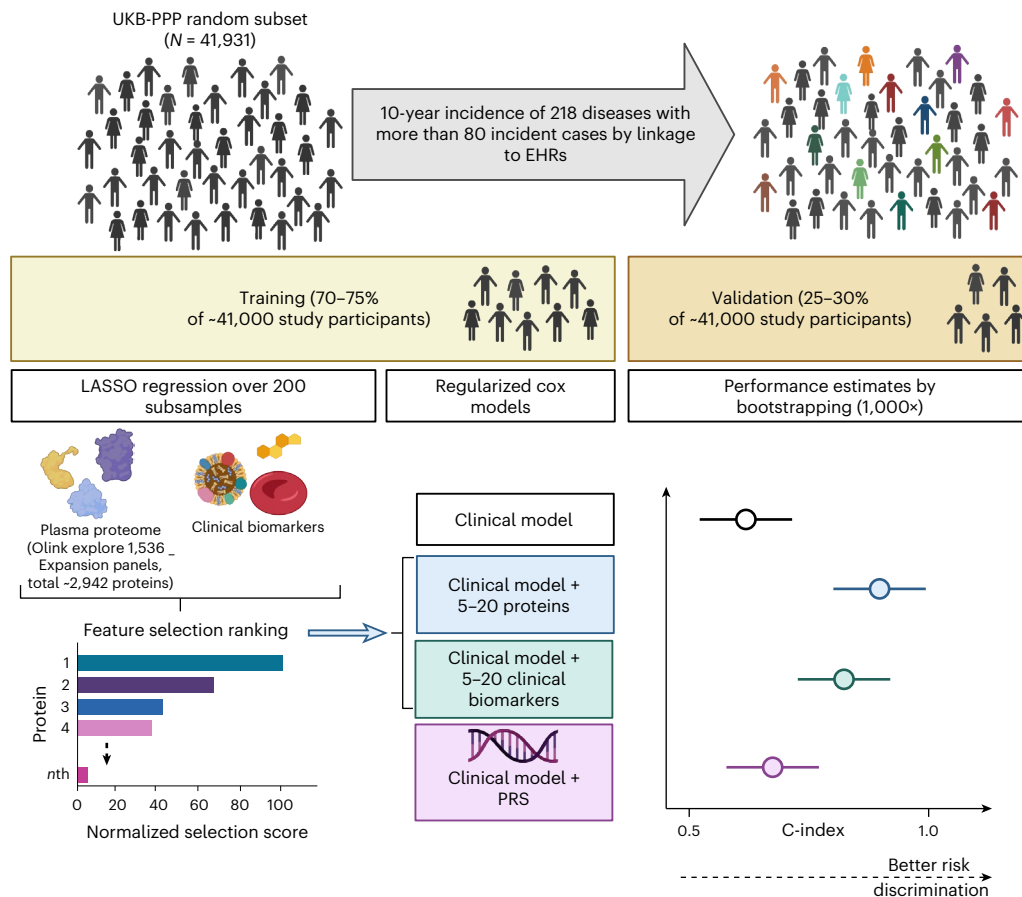 UKB-PPP random subset
(N = 41,931)
10-year incidence of 218 diseases with
more than 80 incident cases by linkage
to EHRs
Training (70–75%
of ~41,000 study participants)
Validation (25–30%
of ~41,000 study participants)
LASSO regression over 200
subsamples
Regularized cox
models
Performance estimates by
bootstrapping (1,000×)
Plasma proteome
(Olink explore 1,536 _
Expansion panels,
total ~2,942 proteins)
Clinical biomarkers
Feature selection ranking
Protein
1
2
3
4
nth
0 20 40 60 80 100
Normalized selection score
Clinical model
Clinical model +
5–20 proteins
Clinical model +
5–20 clinical
biomarkers
Clinical model +
PRS
0.5 C-index 1.0
Better risk
discrimination